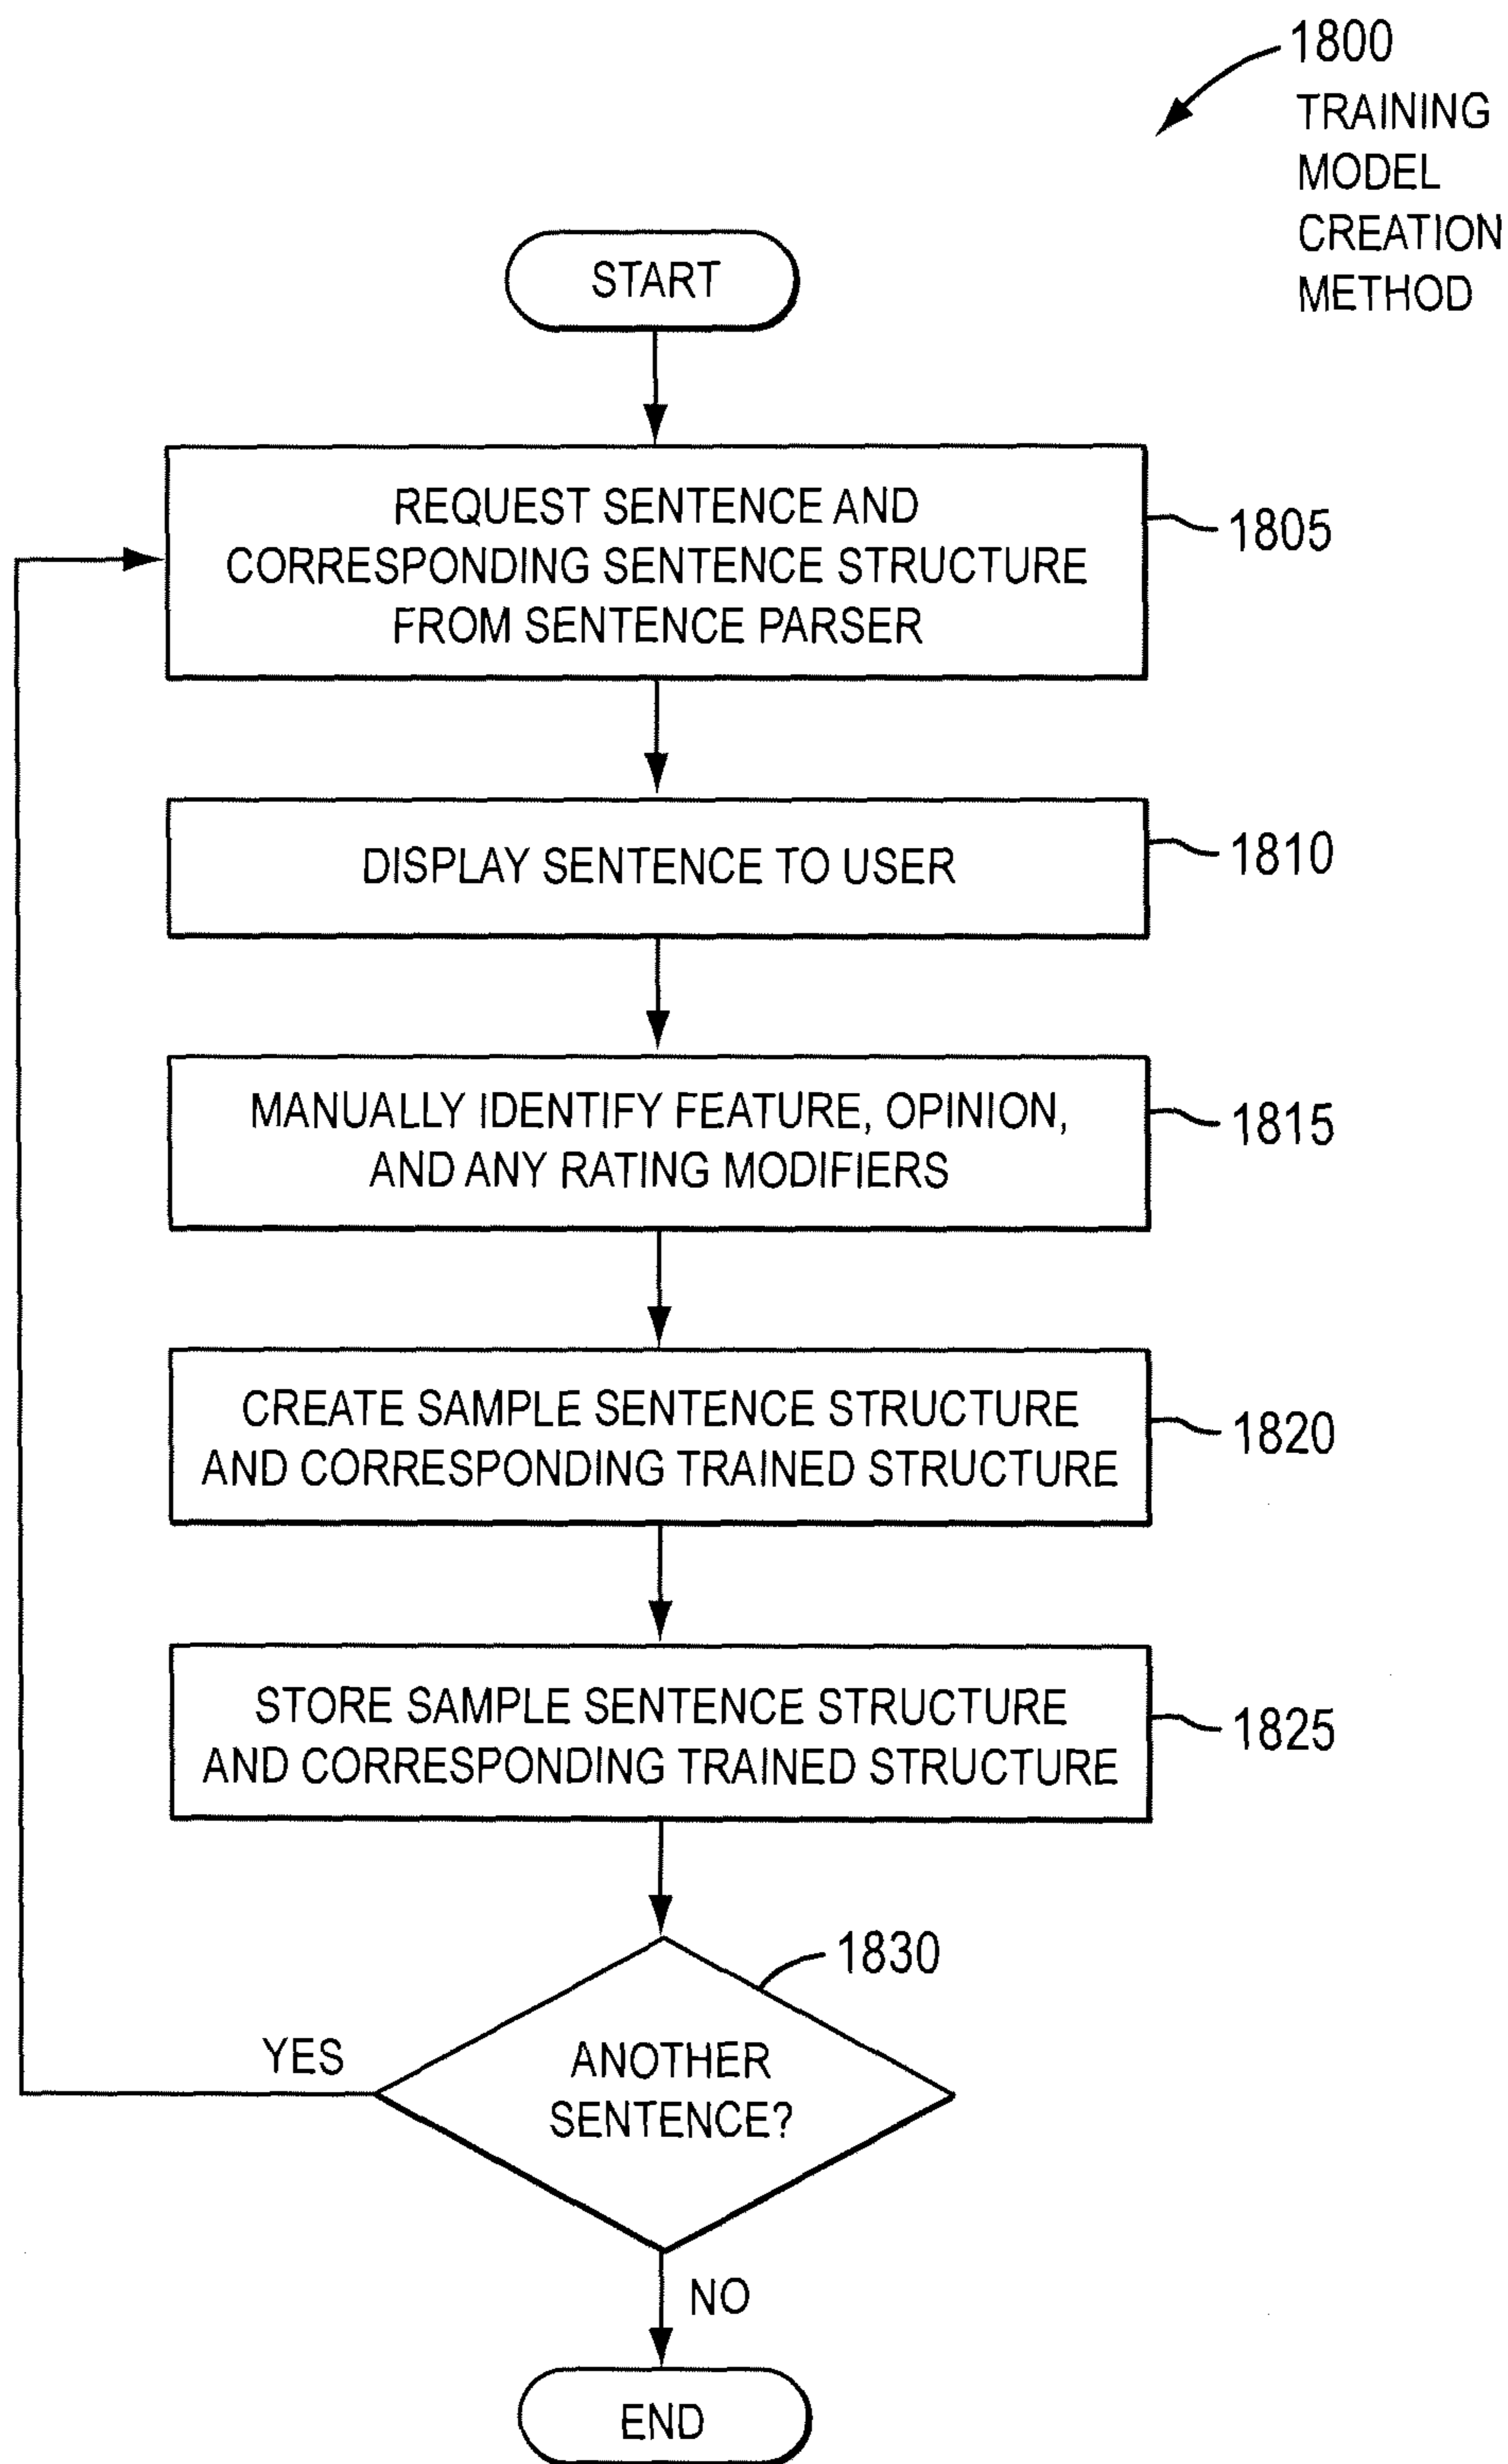 1800
TRAINING
MODEL
CREATION
METHOD
START
REQUEST SENTENCE AND
CORRESPONDING SENTENCE STRUCTURE
FROM SENTENCE PARSER
1805
DISPLAY SENTENCE TO USER
1810
MANUALLY IDENTIFY FEATURE, OPINION,
AND ANY RATING MODIFIERS
1815
CREATE SAMPLE SENTENCE STRUCTURE
AND CORRESPONDING TRAINED STRUCTURE
1820
STORE SAMPLE SENTENCE STRUCTURE
AND CORRESPONDING TRAINED STRUCTURE
1825
1830
YES
ANOTHER
SENTENCE?
NO
END